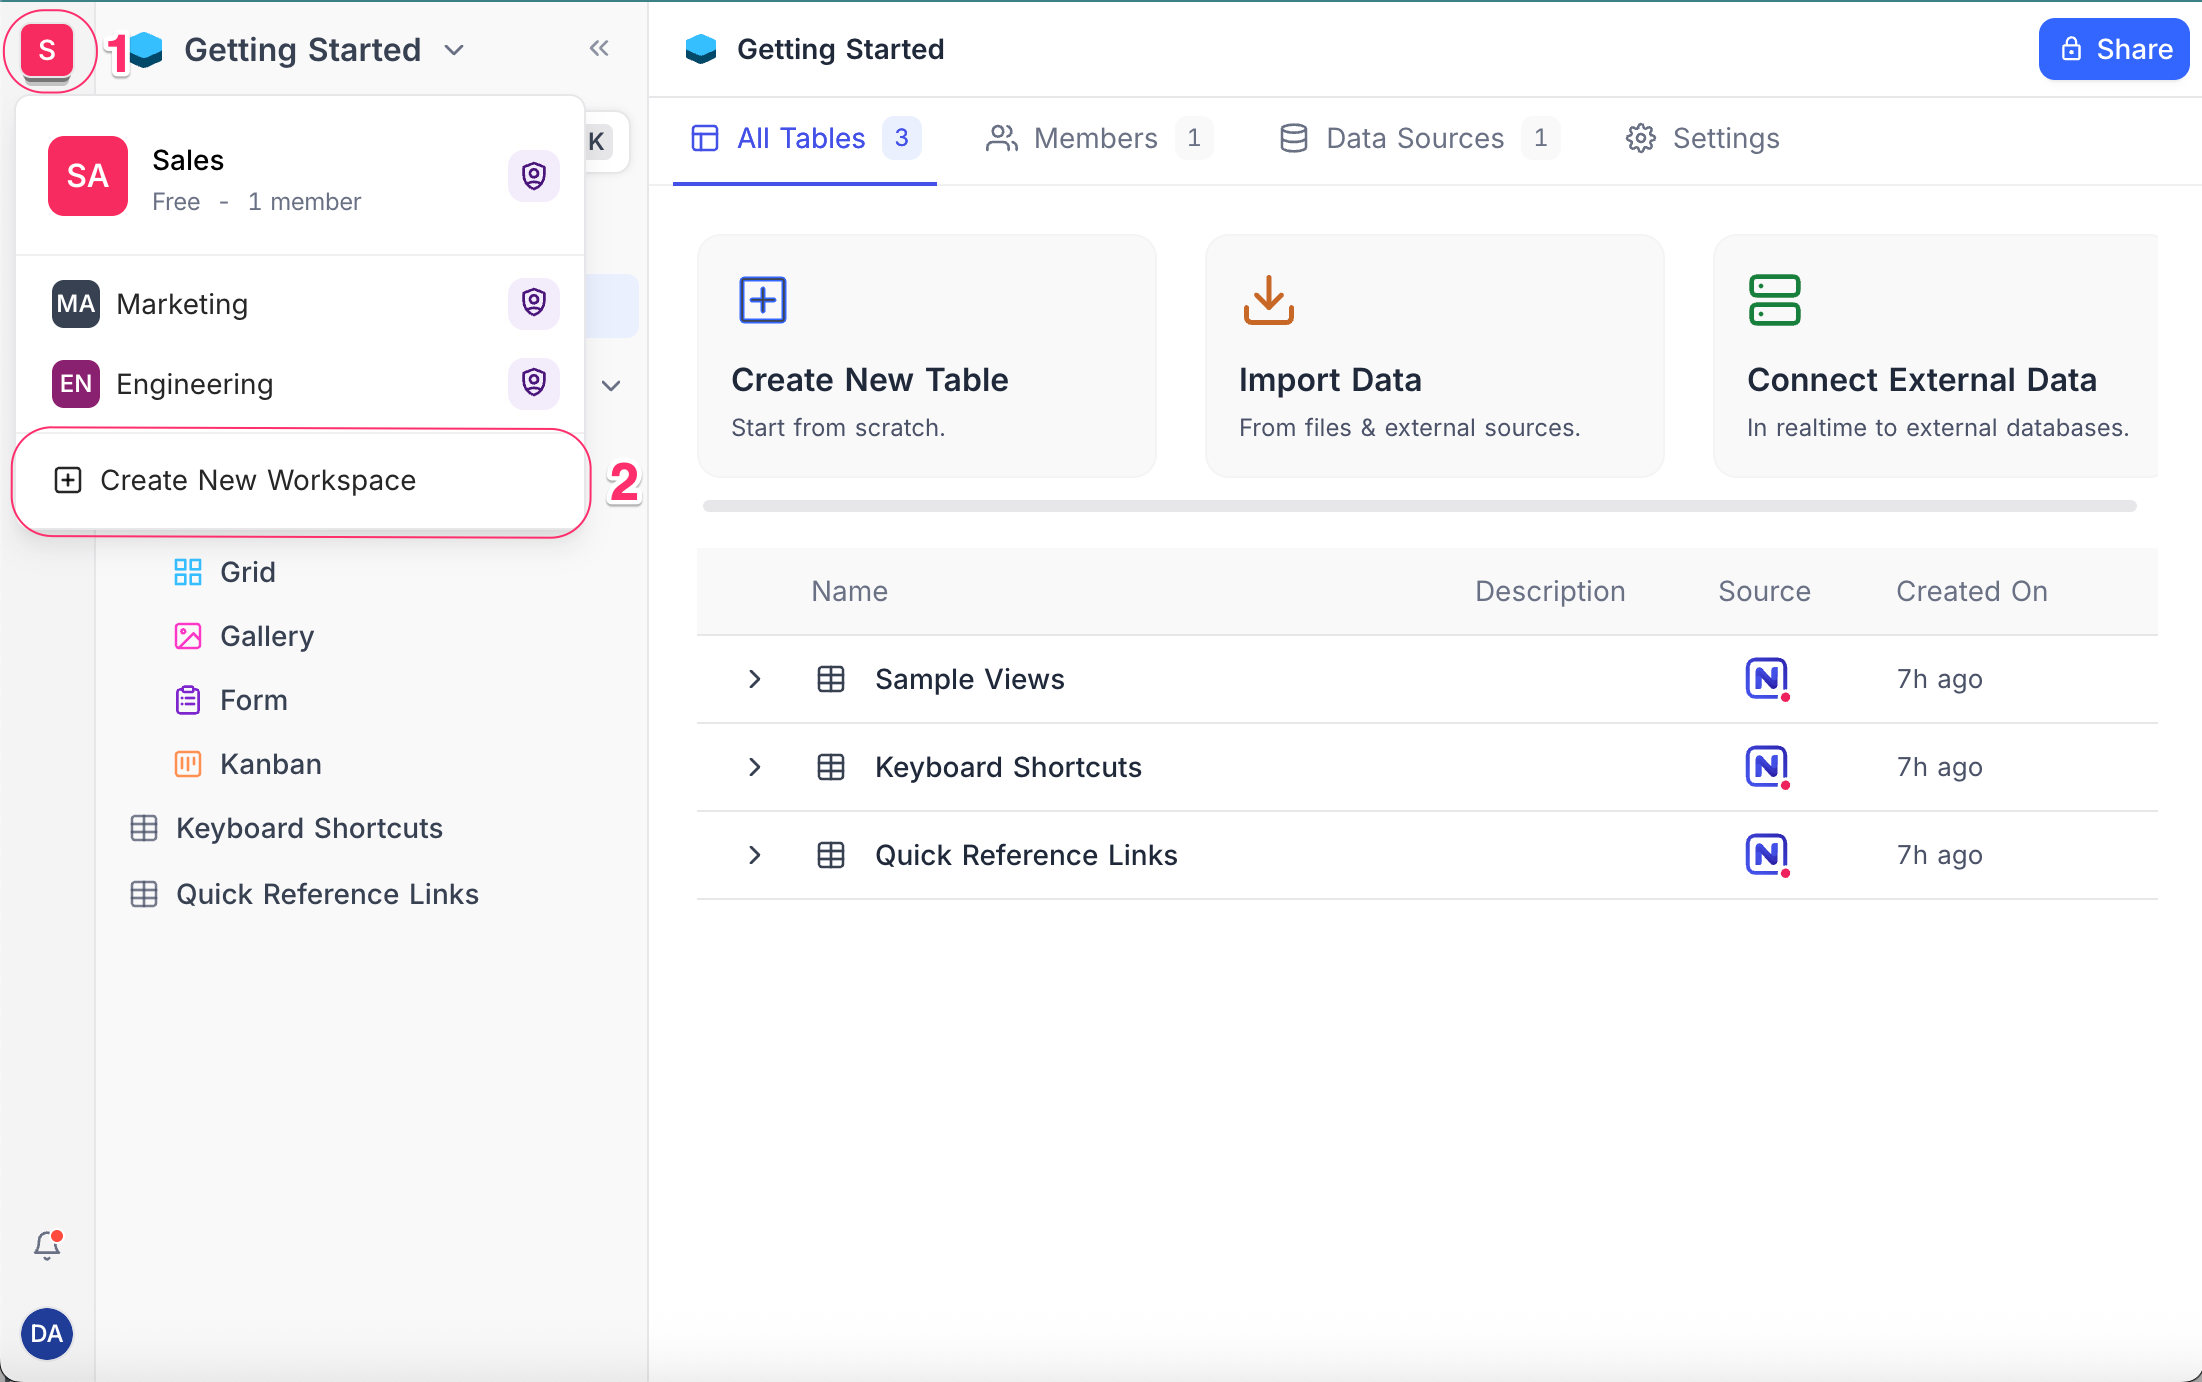 S
1
Getting Started
SA
Sales
Free - 1 member
K
MA
Marketing
EN
Engineering
Create New Workspace
2
Grid
Gallery
Form
Kanban
Keyboard Shortcuts
Quick Reference Links
DA
Getting Started
Share
All Tables 3
Members 1
Data Sources 1
Settings
Create New Table
Start from scratch.
Import Data
From files & external sources.
Connect External Data
In realtime to external databases.
Name Description Source Created On
Sample Views N 7h ago
Keyboard Shortcuts N 7h ago
Quick Reference Links N 7h ago